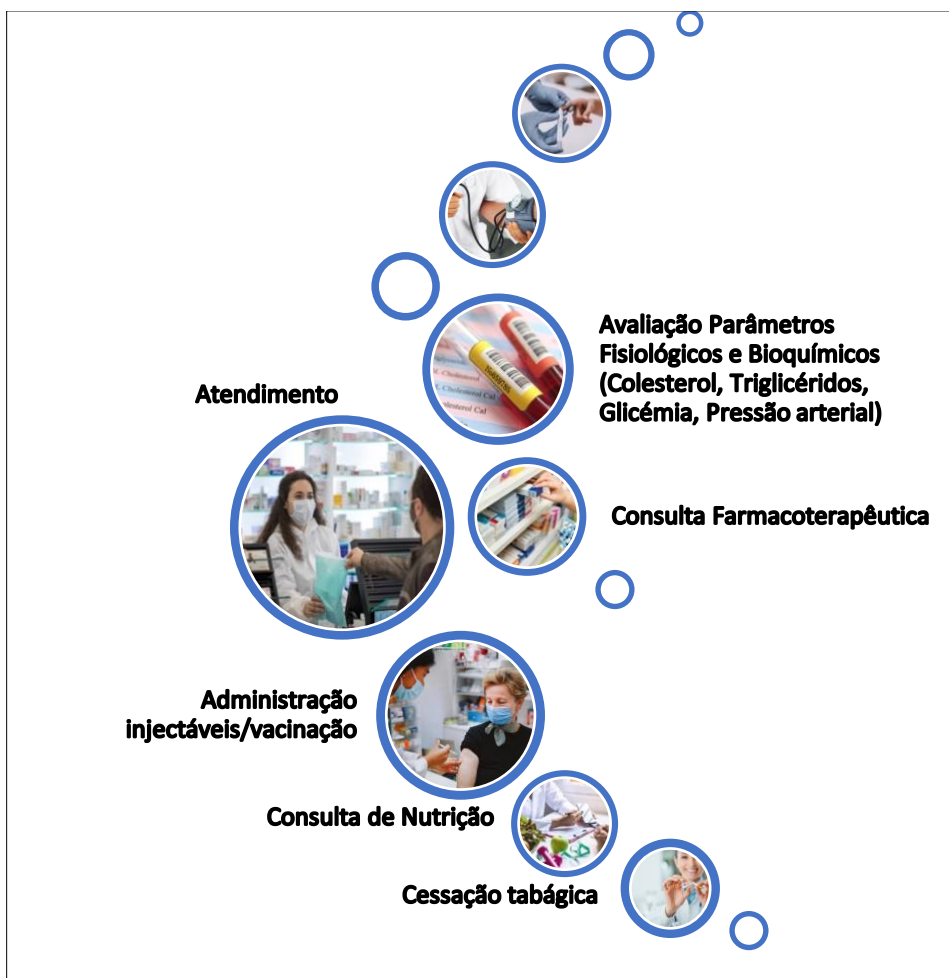 Avaliação Parâmetros
Fisiológicos e Bioquímicos
(Colesterol, Triglicéridos,
Glicémia, Pressão arterial)
Atendimento
Consulta Farmacoterapêutica
Administração
injectáveis/vacinação
Consulta de Nutrição
Cessação tabágica